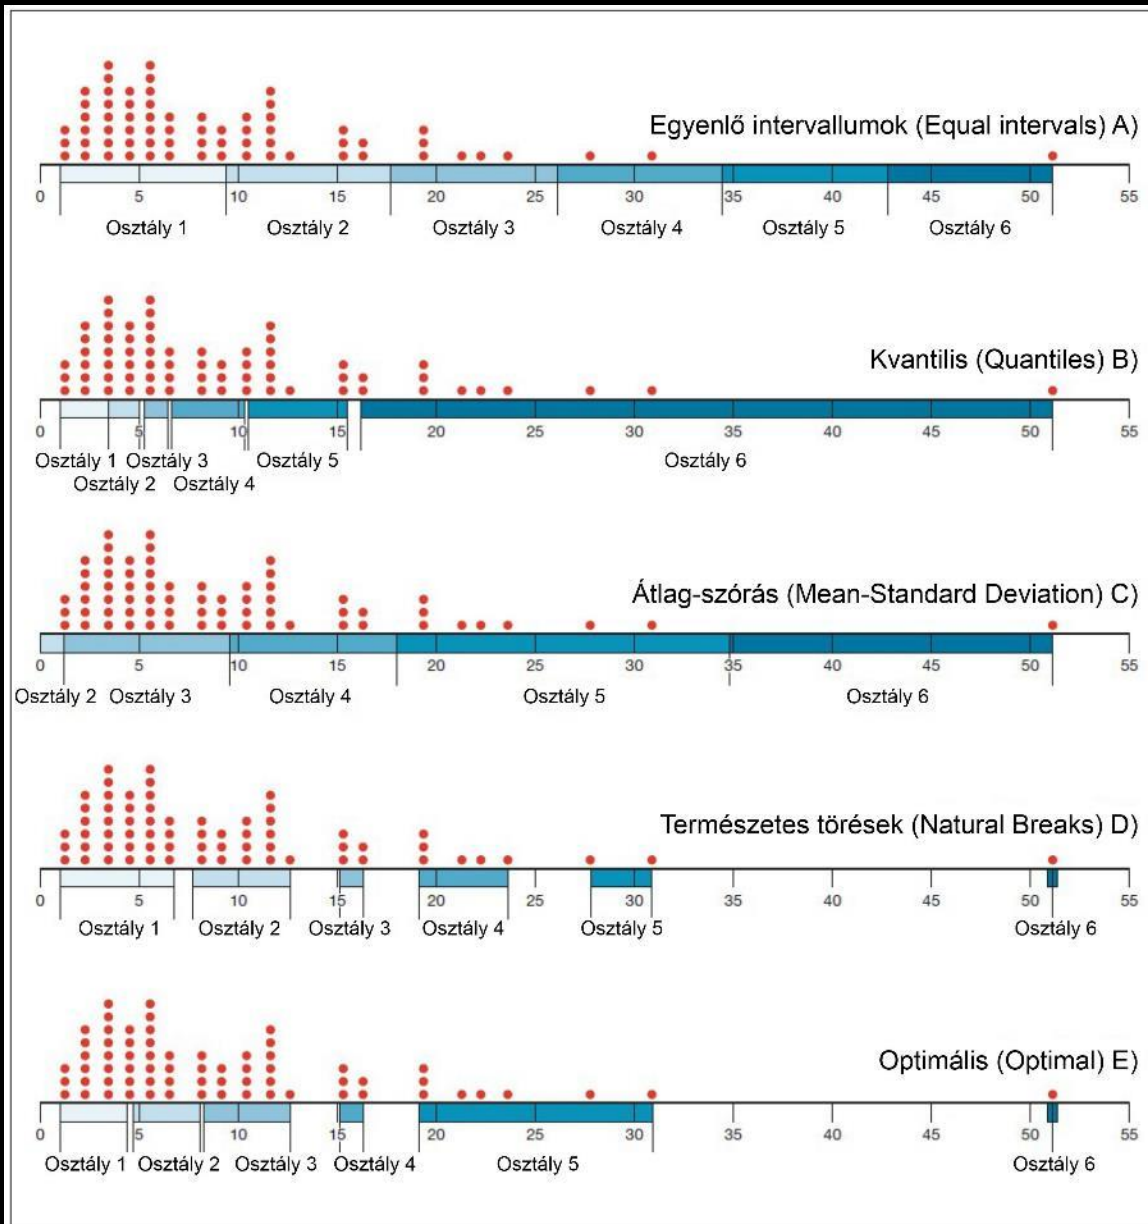 Egyenlő intervallumok (Equal intervals) A)
0 5 10 15 20 25 30 35 40 45 50 55
Osztály 1 Osztály 2 Osztály 3 Osztály 4 Osztály 5 Osztály 6
Kvantilis (Quantiles) B)
0 5 10 15 20 25 30 35 40 45 50 55
Osztály 1 Osztály 3 Osztály 5 Osztály 6
Osztály 2 Osztály 4
Átlag-szórás (Mean-Standard Deviation) C)
0 5 10 15 20 25 30 35 40 45 50 55
Osztály 2 Osztály 3 Osztály 4 Osztály 5 Osztály 6
Természetes törések (Natural Breaks) D)
0 5 10 15 20 25 30 35 40 45 50 55
Osztály 1 Osztály 2 Osztály 3 Osztály 4 Osztály 5 Osztály 6
Optimális (Optimal) E)
0 5 10 15 20 25 30 35 40 45 50 55
Osztály 1 Osztály 2 Osztály 3 Osztály 4 Osztály 5 Osztály 6